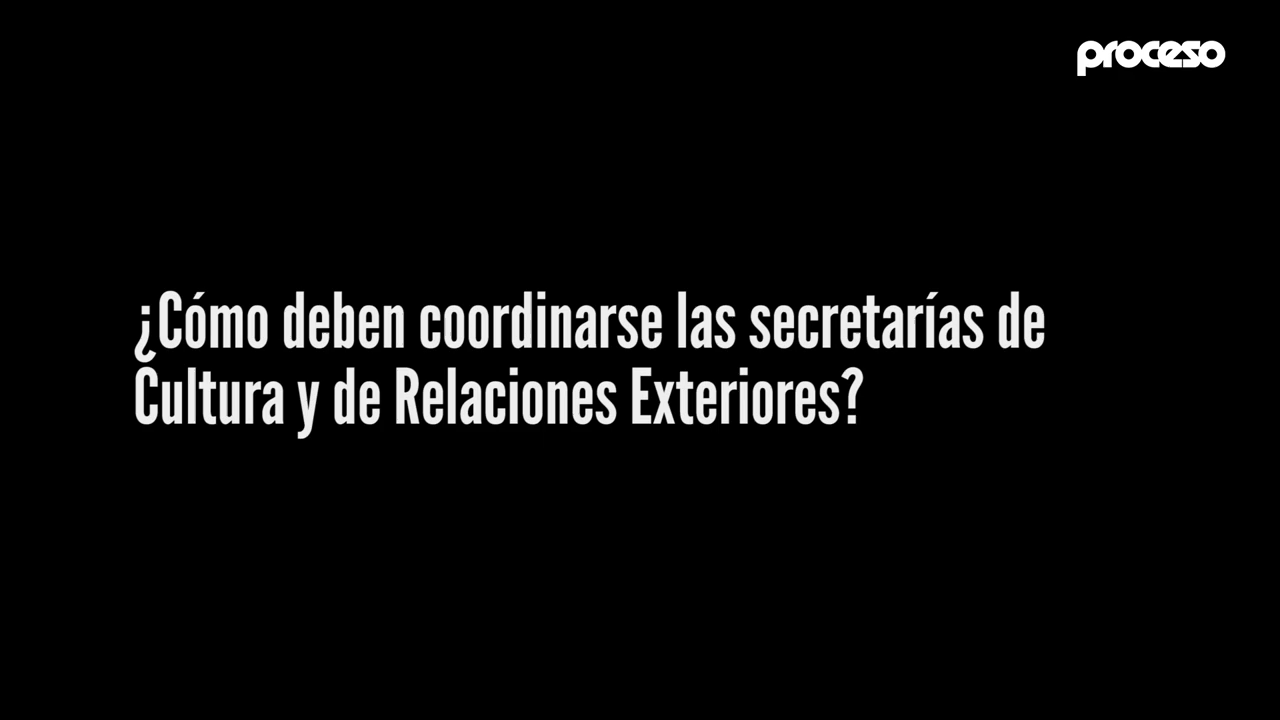 proceso
¿Cómo deben coordinarse las secretarías de
Cultura y de Relaciones Exteriores?